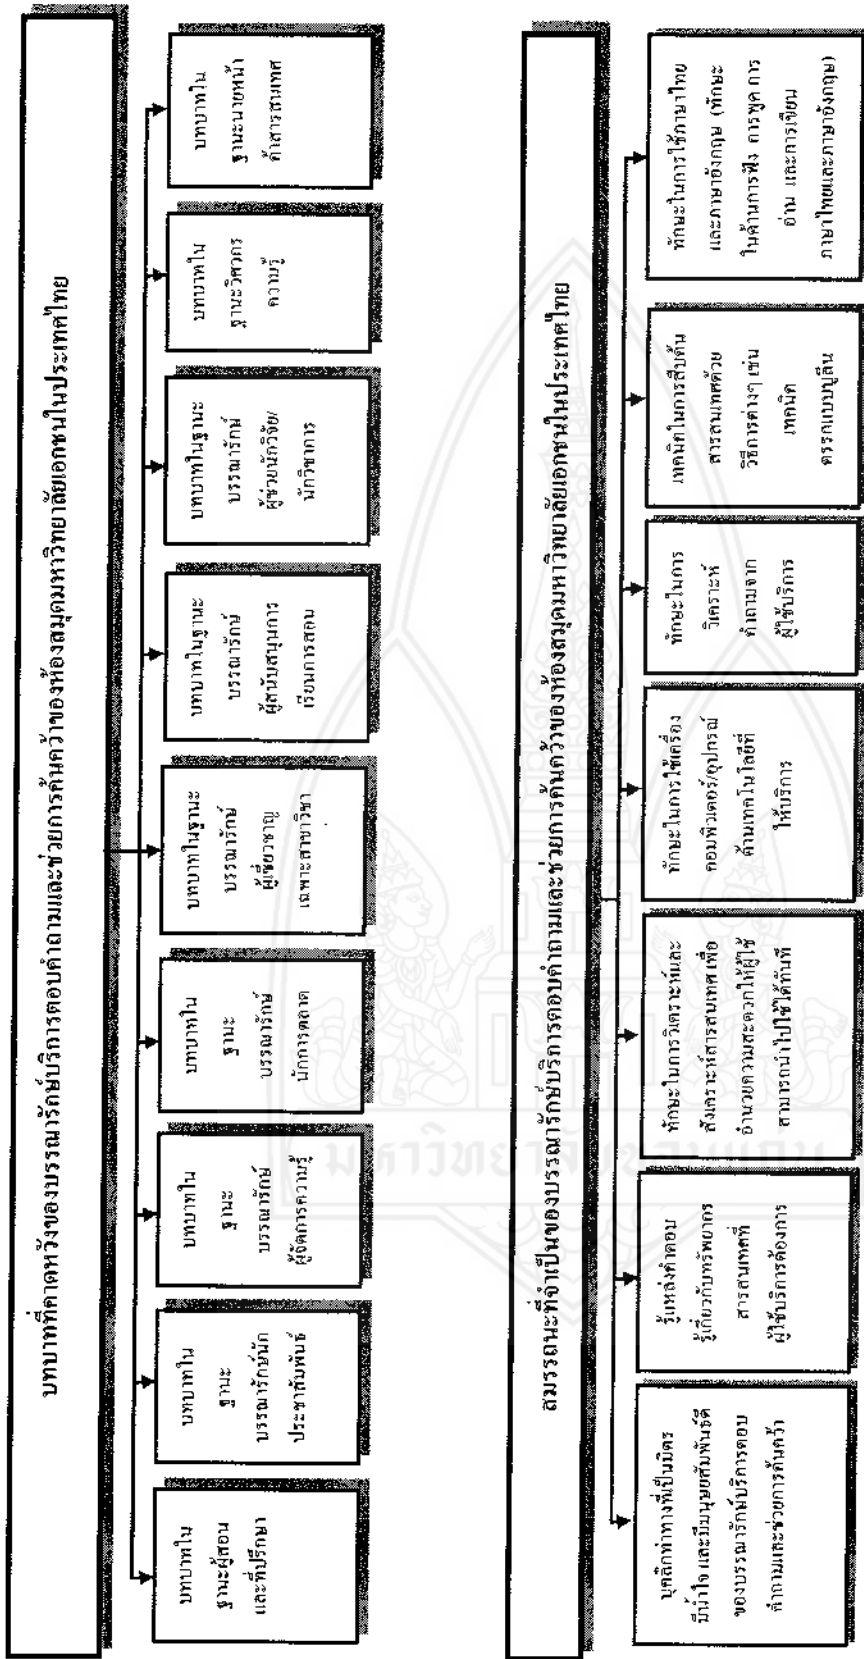 บทบาทที่คาดหวังของบรรณารักษ์บริการตอบคำถามและช่วยการค้นคว้าของห้องสมุดมหาวิทยาลัยเอกชนในประเทศไทย
บทบาทใน
ฐานะผู้สอน
และที่ปรึกษา
บทบาทใน
ฐานะ
บรรณารักษ์นัก
ประชาสัมพันธ์
บทบาทใน
ฐานะ
บรรณารักษ์
ผู้จัดการความรู้
บทบาทใน
ฐานะ
บรรณารักษ์
นักการตลาด
บทบาทในฐานะ
บรรณารักษ์
ผู้เชี่ยวชาญ
เฉพาะสาขาวิชา
บทบาทในฐานะ
บรรณารักษ์
ผู้สนับสนุนการ
เรียนการสอน
บทบาทในฐานะ
บรรณารักษ์
ผู้ช่วยนักวิจัย/
นักวิชาการ
บทบาทใน
ฐานะวิศวกร
ความรู้
บทบาทใน
ฐานะนายหน้า
ค้าสารสนเทศ
สมรรถนะที่จำเป็นของบรรณารักษ์บริการตอบคำถามและช่วยการค้นคว้าของห้องสมุดมหาวิทยาลัยเอกชนในประเทศไทย
บุคลิกท่าทางที่เป็นมิตร
มีน้ำใจ และมีมนุษยสัมพันธ์ดี
ของบรรณารักษ์บริการตอบ
คำถามและช่วยการค้นคว้า
รู้แหล่งคำตอบ
รู้เกี่ยวกับทรัพยากร
สารสนเทศที่
ผู้ใช้บริการต้องการ
ทักษะในการวิเคราะห์และ
สังเคราะห์สารสนเทศ เพื่อ
อำนวยความสะดวกให้ผู้ใช้
สามารถนำไปใช้ได้ทันที
ทักษะในการใช้เครื่อง
คอมพิวเตอร์/อุปกรณ์
ด้านเทคโนโลยีที่
ให้บริการ
ทักษะในการ
วิเคราะห์
คำถามจาก
ผู้ใช้บริการ
เทคนิคในการสืบค้น
สารสนเทศด้วย
วิธีการต่างๆ เช่น
เทคนิค
ตรรกแบบบูลีน
ทักษะในการใช้ภาษาไทย
และภาษาอังกฤษ (ทักษะ
ในด้านการฟัง การพูด การ
อ่าน และการเขียน
ภาษาไทยและภาษาอังกฤษ)